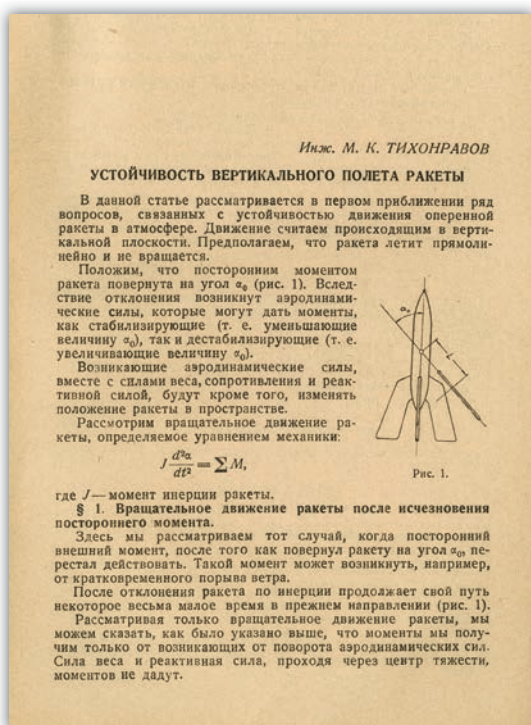 Инж. М. К. ТИХОНРАВОВ
УСТОЙЧИВОСТЬ ВЕРТИКАЛЬНОГО ПОЛЕТА РАКЕТЫ
В данной статье рассматривается в первом приближении ряд
вопросов, связанных с устойчивостью движения оперенной
ракеты в атмосфере. Движение считаем происходящим в верти-
кальной плоскости. Предполагаем, что ракета летит прямоли-
нейно и не вращается.
Положим, что посторонним моментом
ракета повернута на угол α₀ (рис. 1). Вслед-
ствие отклонения возникнут аэродинами-
ческие силы, которые могут дать моменты,
как стабилизирующие (т. е. уменьшающие
величину α₀), так и дестабилизирующие (т. е.
увеличивающие величину α₀).
Возникающие аэродинамические силы,
вместе с силами веса, сопротивления и реак-
тивной силой, будут кроме того, изменять
положение ракеты в пространстве.
Рассмотрим вращательное движение ра-
кеты, определяемое уравнением механики:
J d²α/dt² = ∑ M,
α₀
Рис. 1.
где J — момент инерции ракеты.
§ 1. Вращательное движение ракеты после исчезновения
постороннего момента.
Здесь мы рассматриваем тот случай, когда посторонний
внешний момент, после того как повернул ракету на угол α₀, пе-
рестал действовать. Такой момент может возникнуть, например,
от кратковременного порыва ветра.
После отклонения ракета по инерции продолжает свой путь
некоторое весьма малое время в прежнем направлении (рис. 1).
Рассматривая только вращательное движение ракеты, мы
можем сказать, как было указано выше, что моменты мы полу-
чим только от возникающих от поворота аэродинамических сил.
Сила веса и реактивная сила, проходя через центр тяжести,
моментов не дадут.